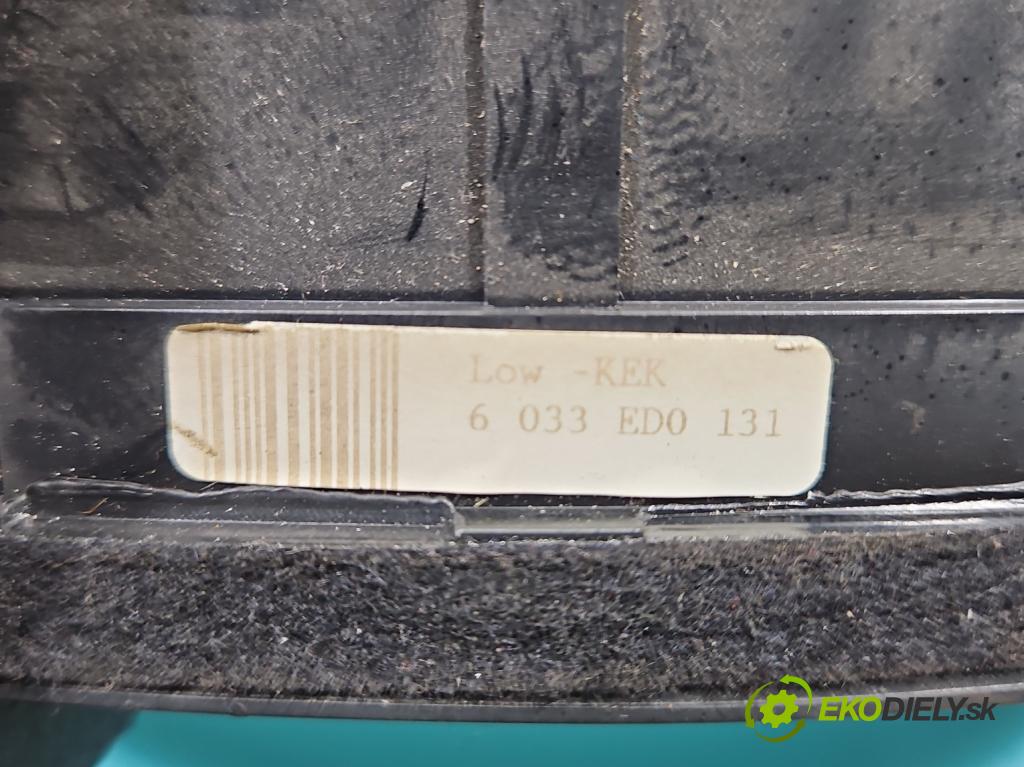 Low -KEK
6 033 ED0 131
EKODIELY.sk